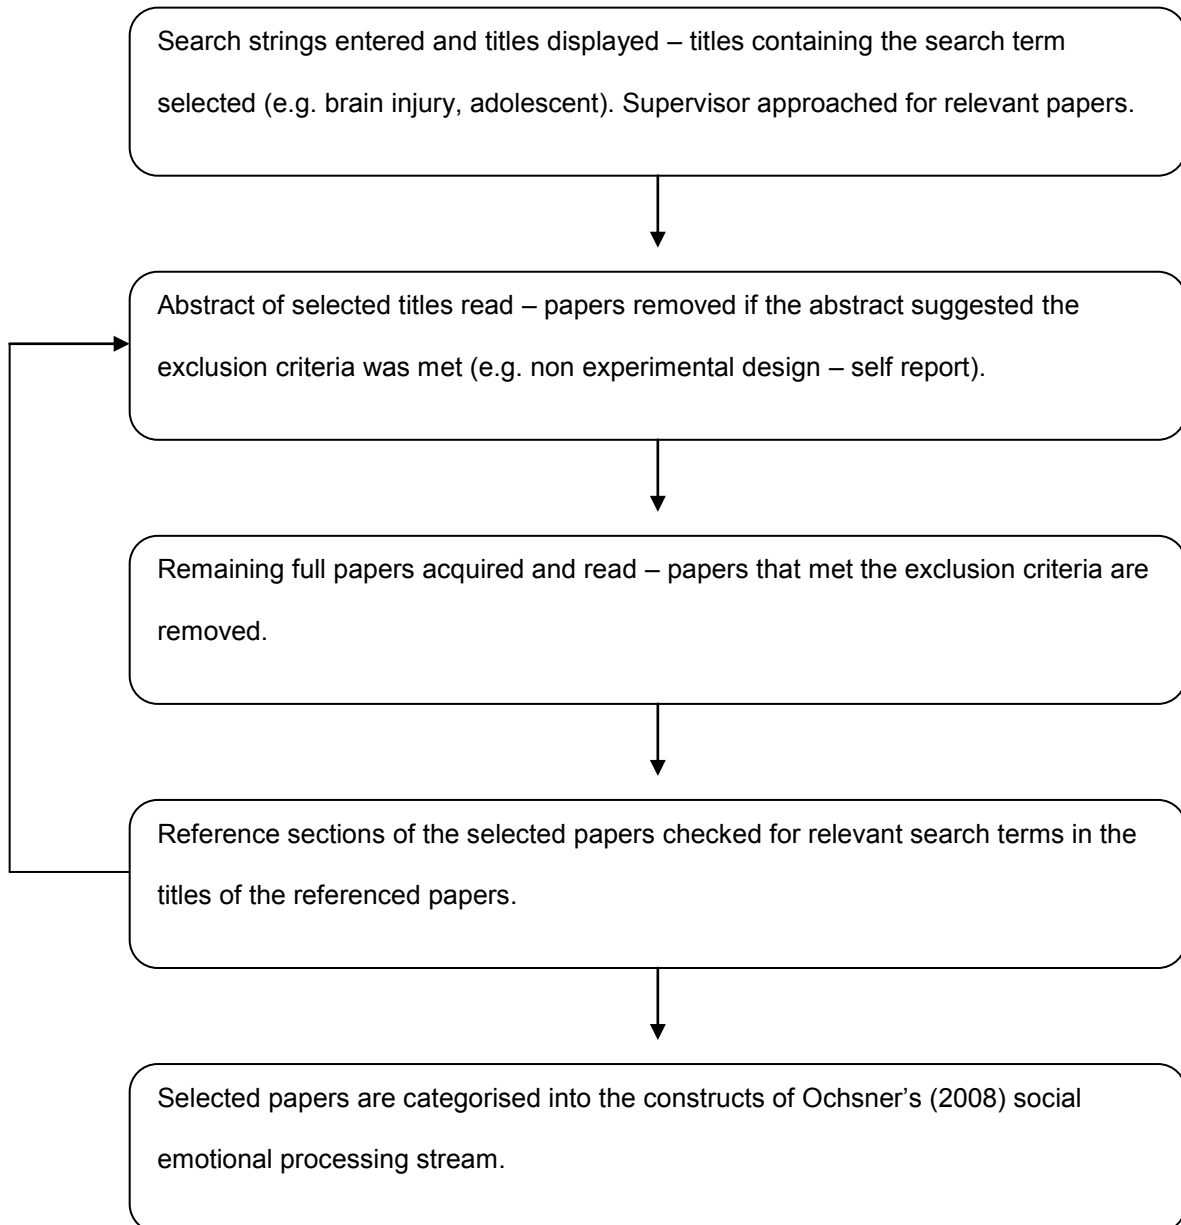 Search strings entered and titles displayed – titles containing the search term
selected (e.g. brain injury, adolescent). Supervisor approached for relevant papers.
Abstract of selected titles read – papers removed if the abstract suggested the
exclusion criteria was met (e.g. non experimental design – self report).
Remaining full papers acquired and read – papers that met the exclusion criteria are
removed.
Reference sections of the selected papers checked for relevant search terms in the
titles of the referenced papers.
Selected papers are categorised into the constructs of Ochsner’s (2008) social
emotional processing stream.